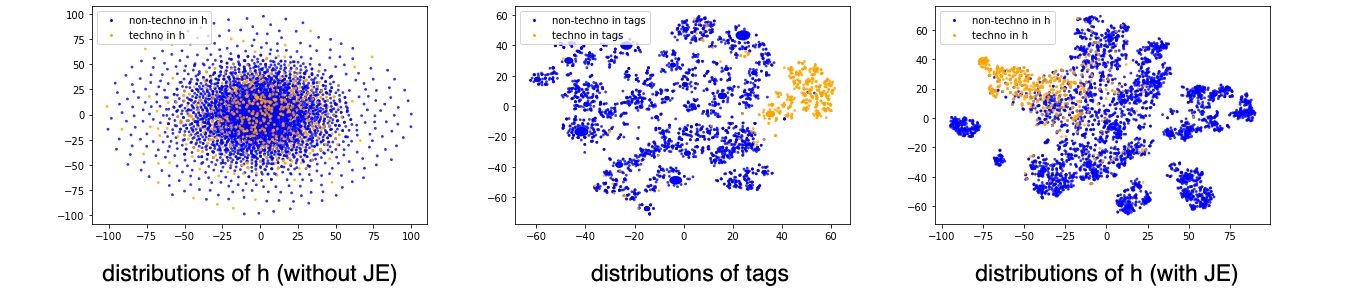 non-techno in h
techno in h
100
75
50
25
0
−25
−50
−75
−100
−100 −75 −50 −25 0 25 50 75 100
distributions of h (without JE)
non-techno in tags
techno in tags
60
40
20
0
−20
−40
−60
−60 −40 −20 0 20 40 60
distributions of tags
non-techno in h
techno in h
60
40
20
0
−20
−40
−60
−100 −75 −50 −25 0 25 50 75
distributions of h (with JE)